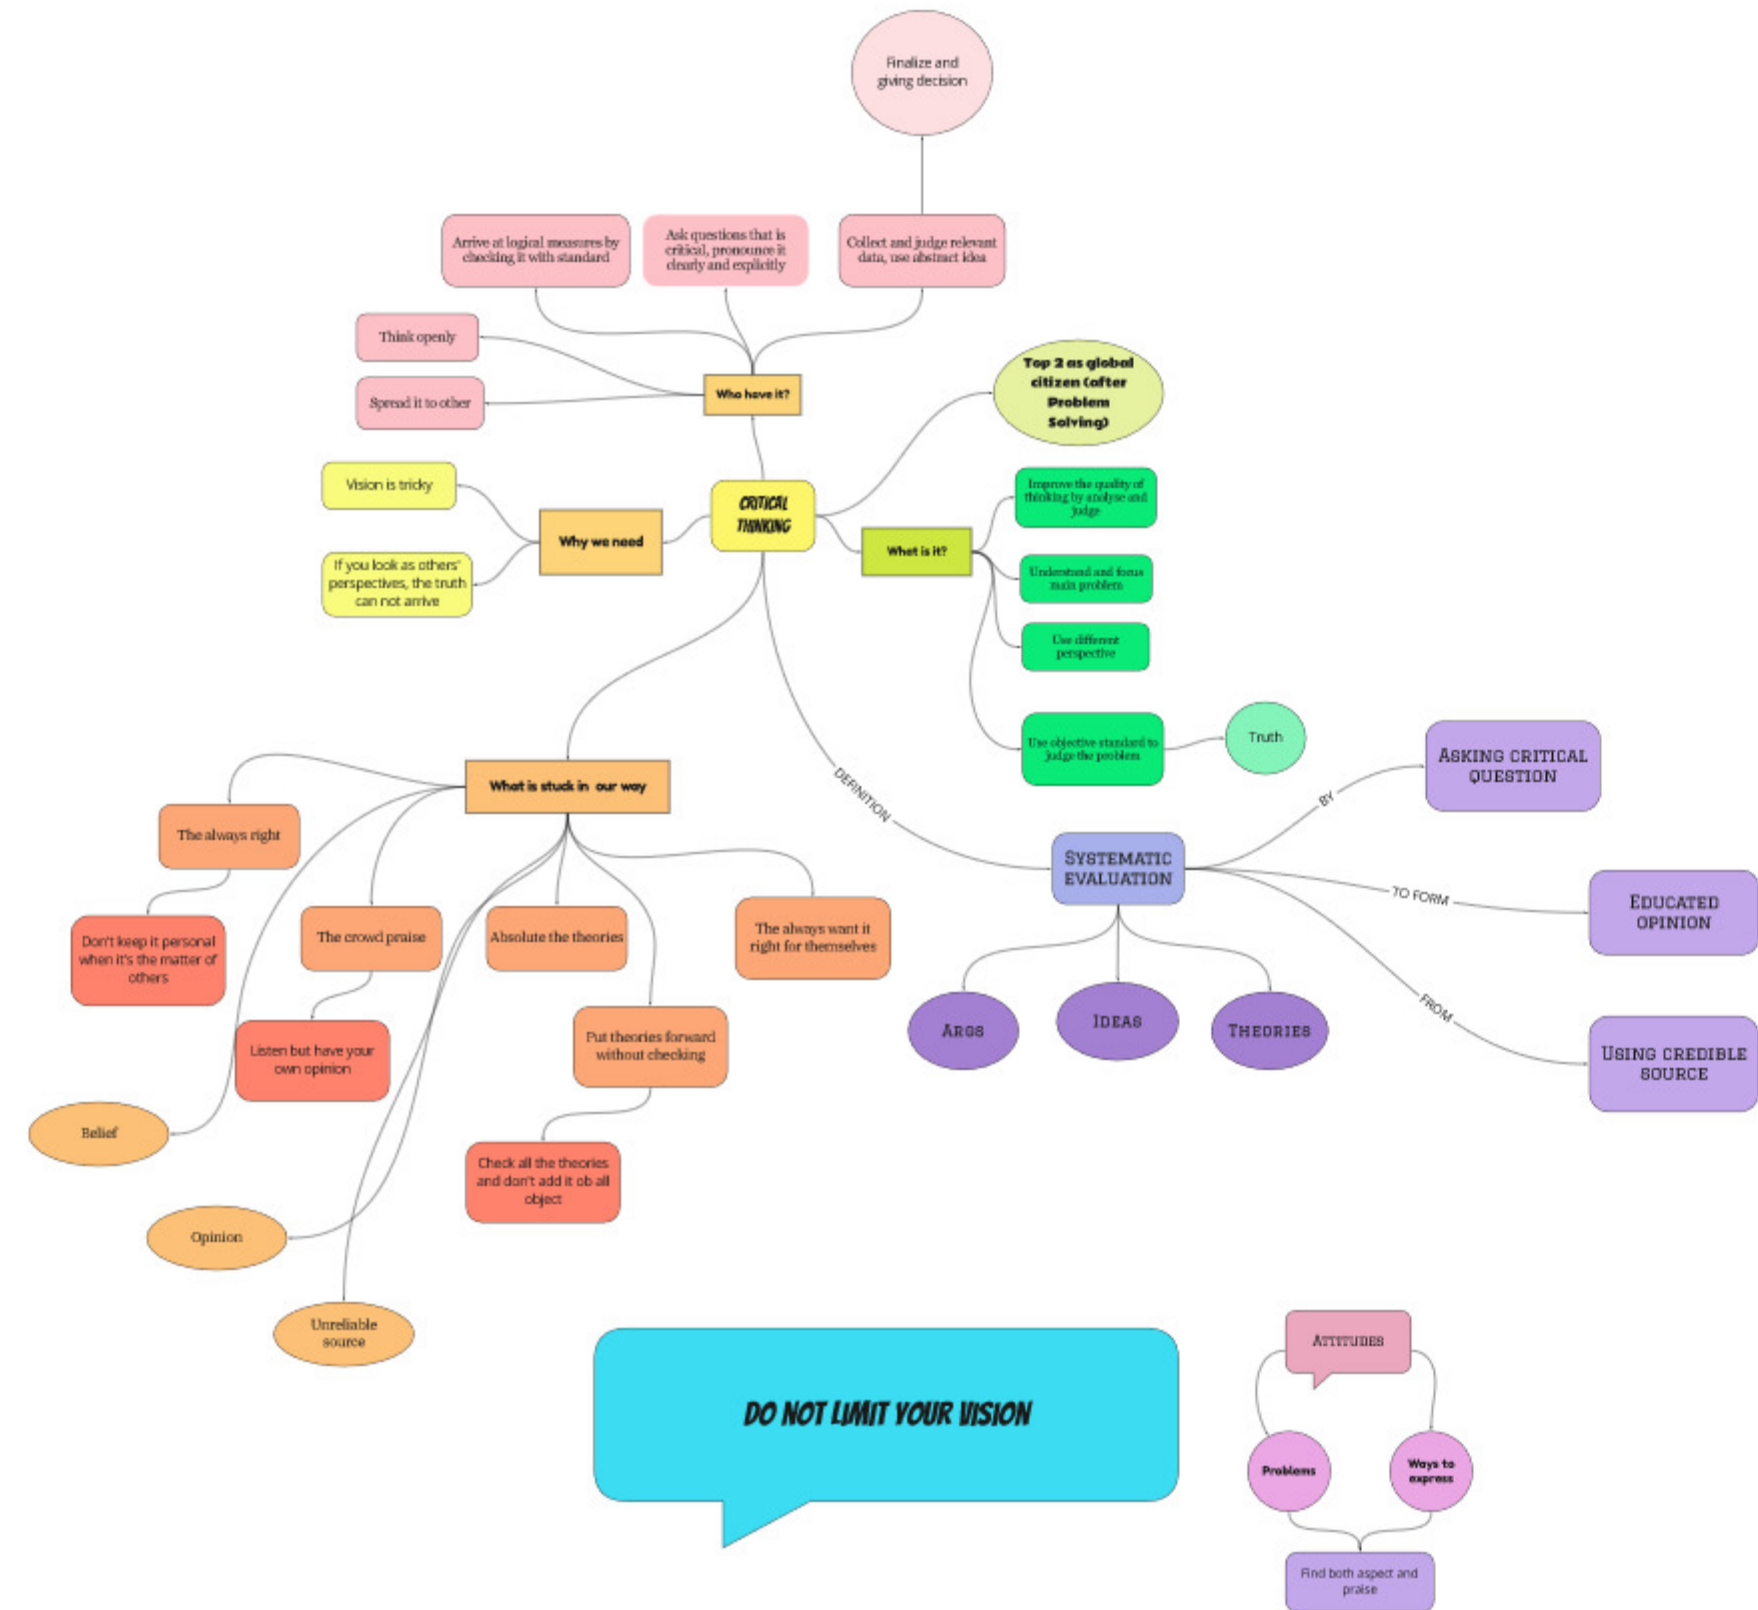 Finalize and
giving decision
Arrive at logical measures by
checking it with standard
Ask questions that is
critical, pronounce it
clearly and explicitly
Collect and judge relevant
data, use abstract idea
Think openly
Spread it to other
Who have it?
Top 2 as global
citizen (after
Problem
Solving)
Vision is tricky
If you look as others'
perspectives, the truth
can not arrive
Why we need
CRITICAL
THINKING
What is it?
Improve the quality of
thinking by analyse and
judge
Understand and focus
main problem
Use different
perspective
Use objective standard to
judge the problem
Truth
What is stuck in our way
The always right
Don't keep it personal
when it's the matter of
others
The crowd praise
Listen but have your
own opinion
Absolute the theories
The always want it
right for themselves
Put theories forward
without checking
Check all the theories
and don't add it ob all
object
Belief
Opinion
Unreliable
source
DEFINITION
SYSTEMATIC
EVALUATION
BY
ASKING CRITICAL
QUESTION
TO FORM
EDUCATED
OPINION
FROM
USING CREDIBLE
SOURCE
ARGS
IDEAS
THEORIES
DO NOT LIMIT YOUR VISION
ATTITUDES
Problems
Ways to
express
Find both aspect and
praise